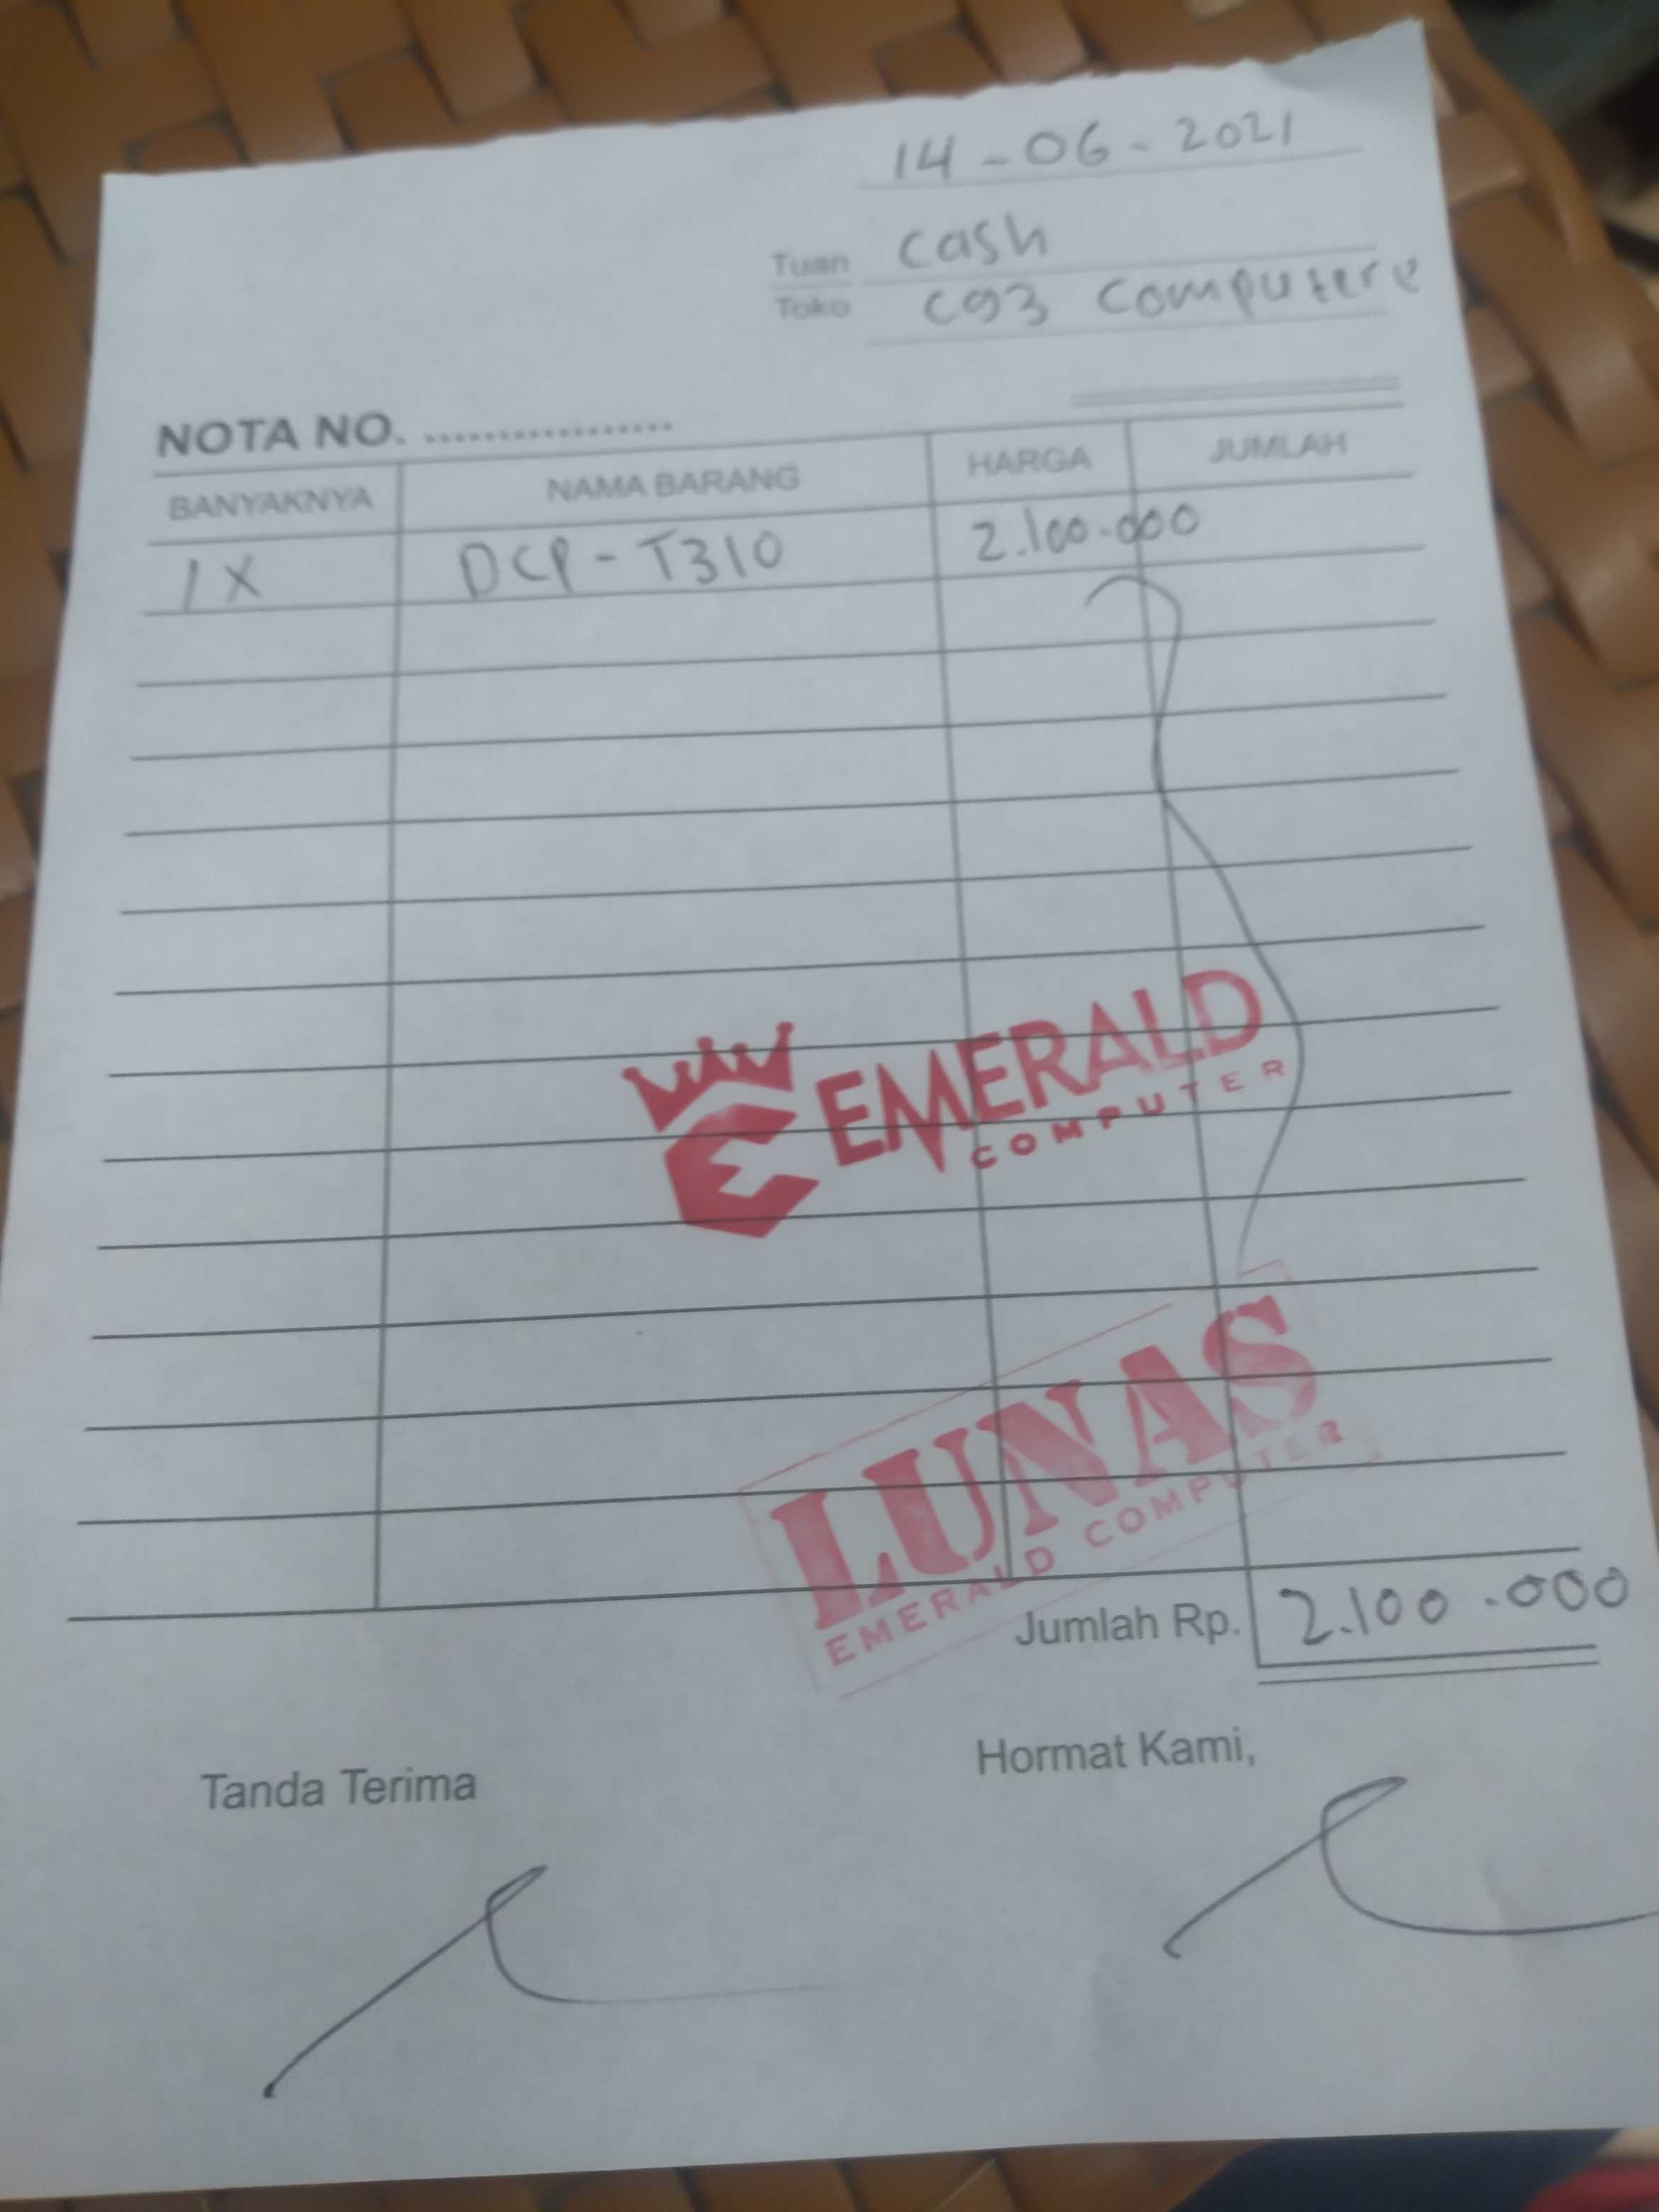 14-06-2021
Tuan Cash
Toko cg3 computere
NOTA NO. .................
BANYAKNYA NAMA BARANG HARGA JUMLAH
1X DCP-T310 2.100.000
EMERALD
COMPUTER
LUNAS
EMERALD COMPUTER
Jumlah Rp. 2.100.000
Tanda Terima Hormat Kami,